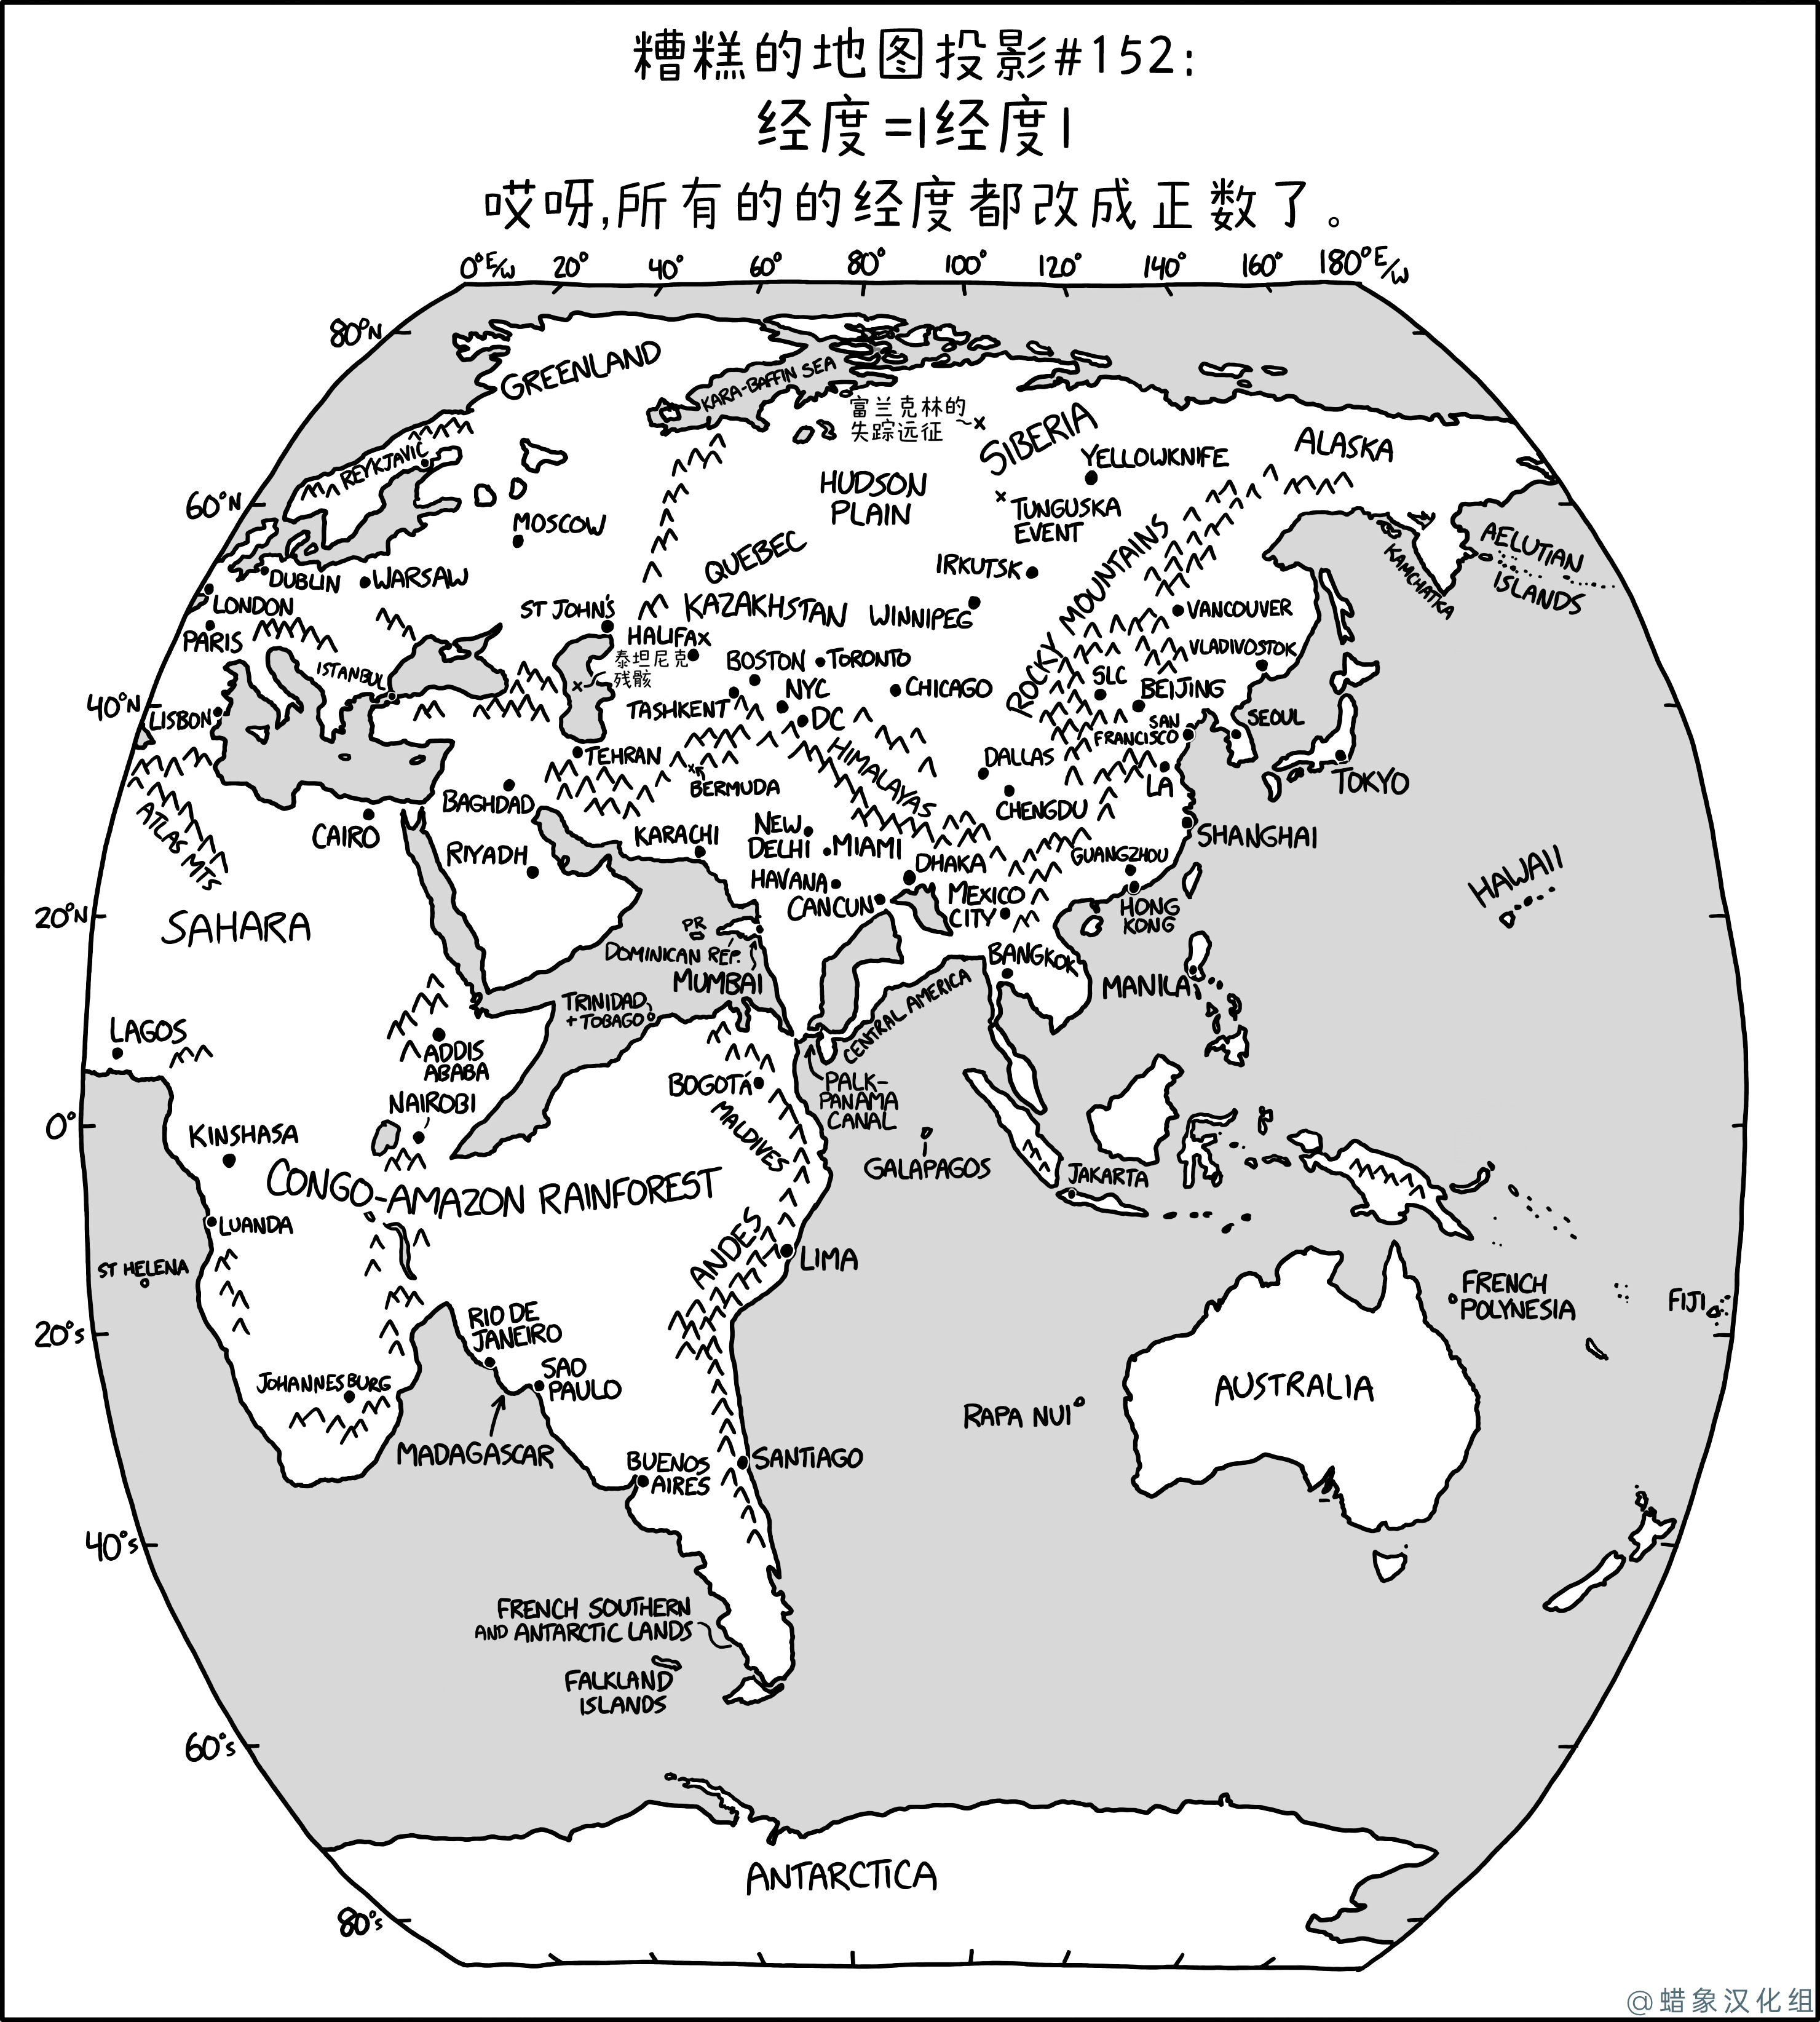 糟糕的地图投影#152:
经度=|经度|
哎呀,所有的的经度都改成正数了。
0°E/W 20° 40° 60° 80° 100° 120° 140° 160° 180°E/W
80°N
GREENLAND
KARA-BAFFIN SEA
富兰克林的
失踪远征
SIBERIA
ALASKA
YELLOWKNIFE
REYKJAVIC
HUDSON
PLAIN
60°N
TUNGUSKA
EVENT
MOSCOW
AELUTIAN
ISLANDS
KAMCHATKA
QUEBEC
IRKUTSK
DUBLIN
WARSAW
LONDON
ST JOHN'S
KAZAKHSTAN
WINNIPEG
ROCKY MOUNTAINS
VANCOUVER
PARIS
HALIFAX
泰坦尼克
残骸
BOSTON
TORONTO
VLADIVOSTOK
ISTANBUL
SLC
BEIJING
NYC
CHICAGO
40°N
LISBON
TASHKENT
DC
SAN
FRANCISCO
SEOUL
TEHRAN
HIMALAYAS
DALLAS
LA
TOKYO
BERMUDA
BAGHDAD
CHENGDU
ATLAS MTS
CAIRO
KARACHI
NEW
DELHI
MIAMI
SHANGHAI
RIYADH
DHAKA
GUANGZHOU
HAVANA
HAWAII
CANCUN
MEXICO
CITY
HONG
KONG
20°N
SAHARA
PR
DOMINICAN REP.
MUMBAI
BANGKOK
MANILA
TRINIDAD
+ TOBAGO
CENTRAL AMERICA
LAGOS
ADDIS
ABABA
BOGOTÁ
PALK-
PANAMA
CANAL
NAIROBI
MALDIVES
0°
KINSHASA
GALAPAGOS
JAKARTA
CONGO-AMAZON RAINFOREST
LUANDA
ANDES
LIMA
ST HELENA
FRENCH
POLYNESIA
FIJI
20°S
RIO DE
JANEIRO
JOHANNESBURG
SAO
PAULO
AUSTRALIA
RAPA NUI
MADAGASCAR
BUENOS
AIRES
SANTIAGO
40°S
FRENCH SOUTHERN
AND ANTARCTIC LANDS
FALKLAND
ISLANDS
60°S
ANTARCTICA
80°S
@蜡象汉化组